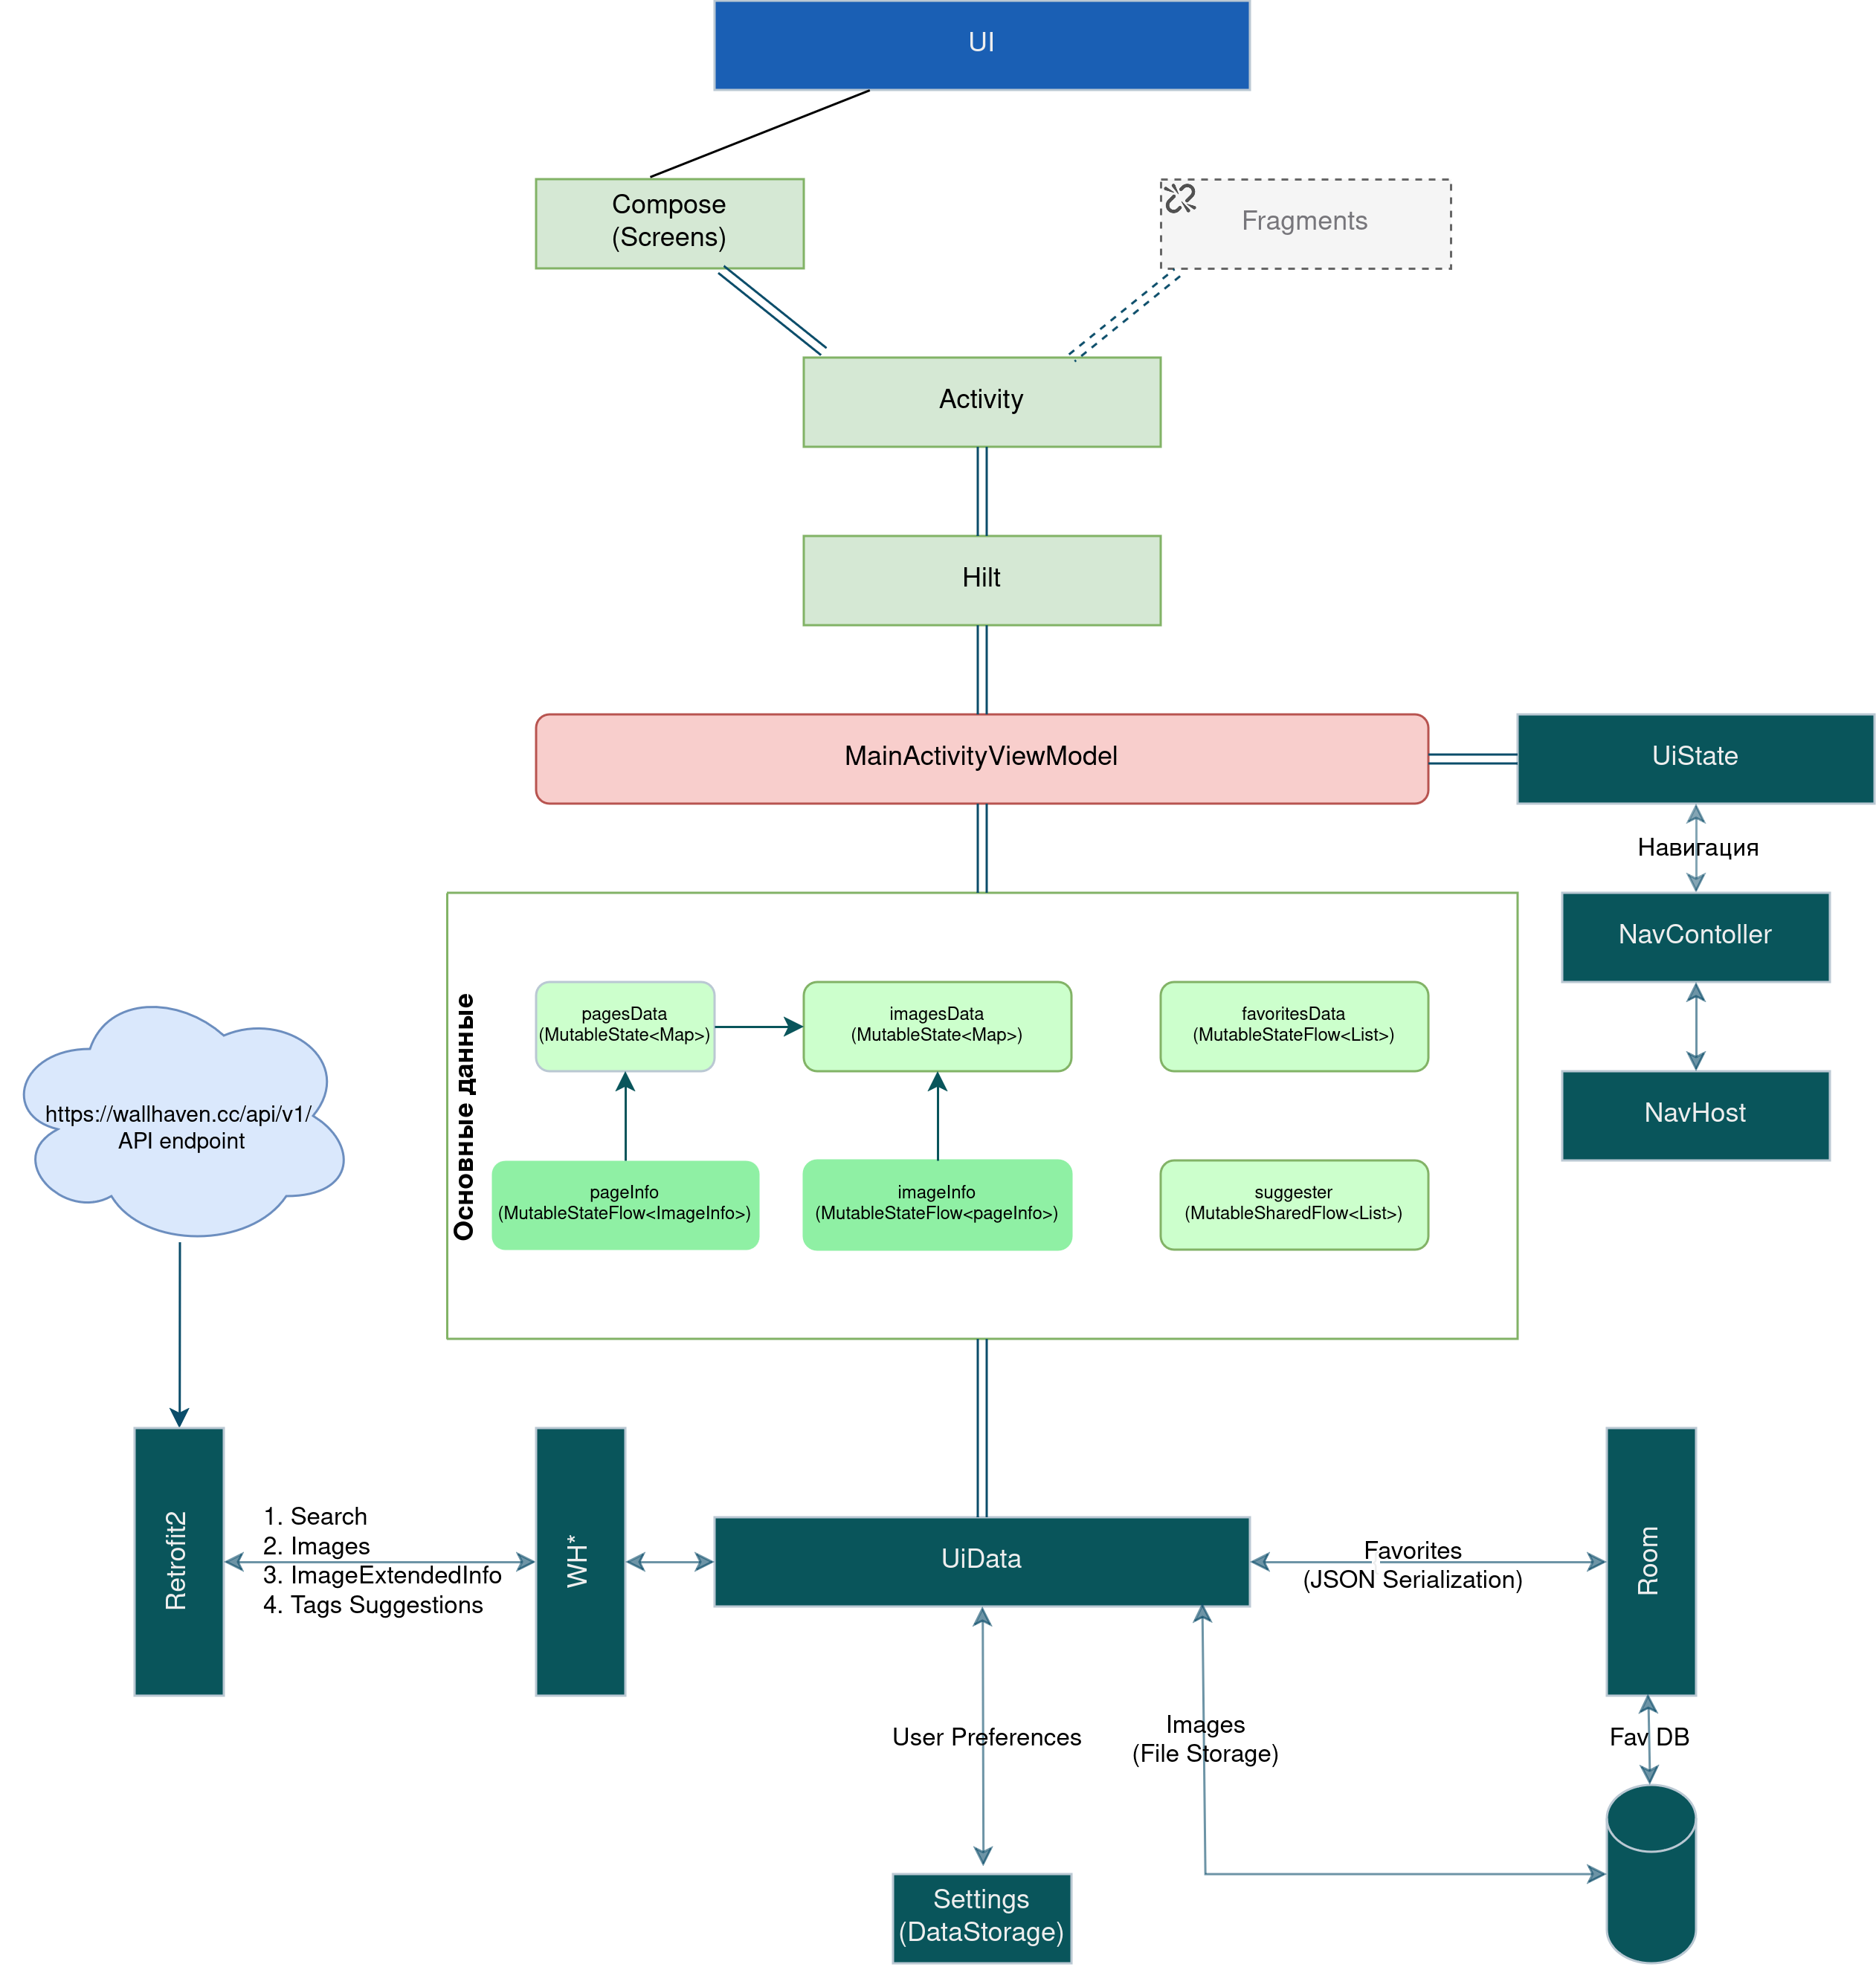 UI
Compose
(Screens)
Fragments
Activity
Hilt
MainActivityViewModel
UiState
Навигация
NavContoller
NavHost
Основные данные
pagesData
(MutableState<Map>)
imagesData
(MutableState<Map>)
favoritesData
(MutableStateFlow<List>)
pageInfo
(MutableStateFlow<ImageInfo>)
imageInfo
(MutableStateFlow<pageInfo>)
suggester
(MutableSharedFlow<List>)
https://wallhaven.cc/api/v1/
API endpoint
Retrofit2
1. Search
2. Images
3. ImageExtendedInfo
4. Tags Suggestions
WH*
UiData
Favorites
(JSON Serialization)
Room
User Preferences
Images
(File Storage)
Fav DB
Settings
(DataStorage)